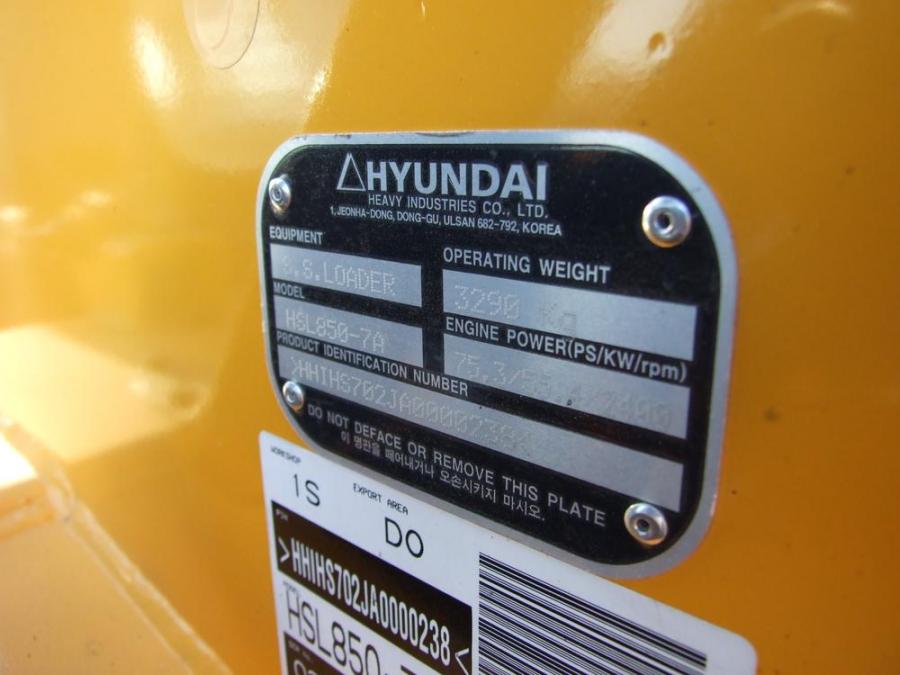 HYUNDAI
HEAVY INDUSTRIES CO., LTD.
1, JEONHA-DONG, DONG-GU, ULSAN 682-792, KOREA
EQUIPMENT
S.S.LOADER
OPERATING WEIGHT
3290 Kg
MODEL
HSL850-7A
ENGINE POWER(PS/KW/rpm)
PRODUCT IDENTIFICATION NUMBER
DO NOT DEFACE OR REMOVE THIS PLATE
이 명판을 떼어내거나 오손시키지 마시오.
WORKSHOP
1S
EXPORT AREA
DO
>HHIHS702JA0000238<